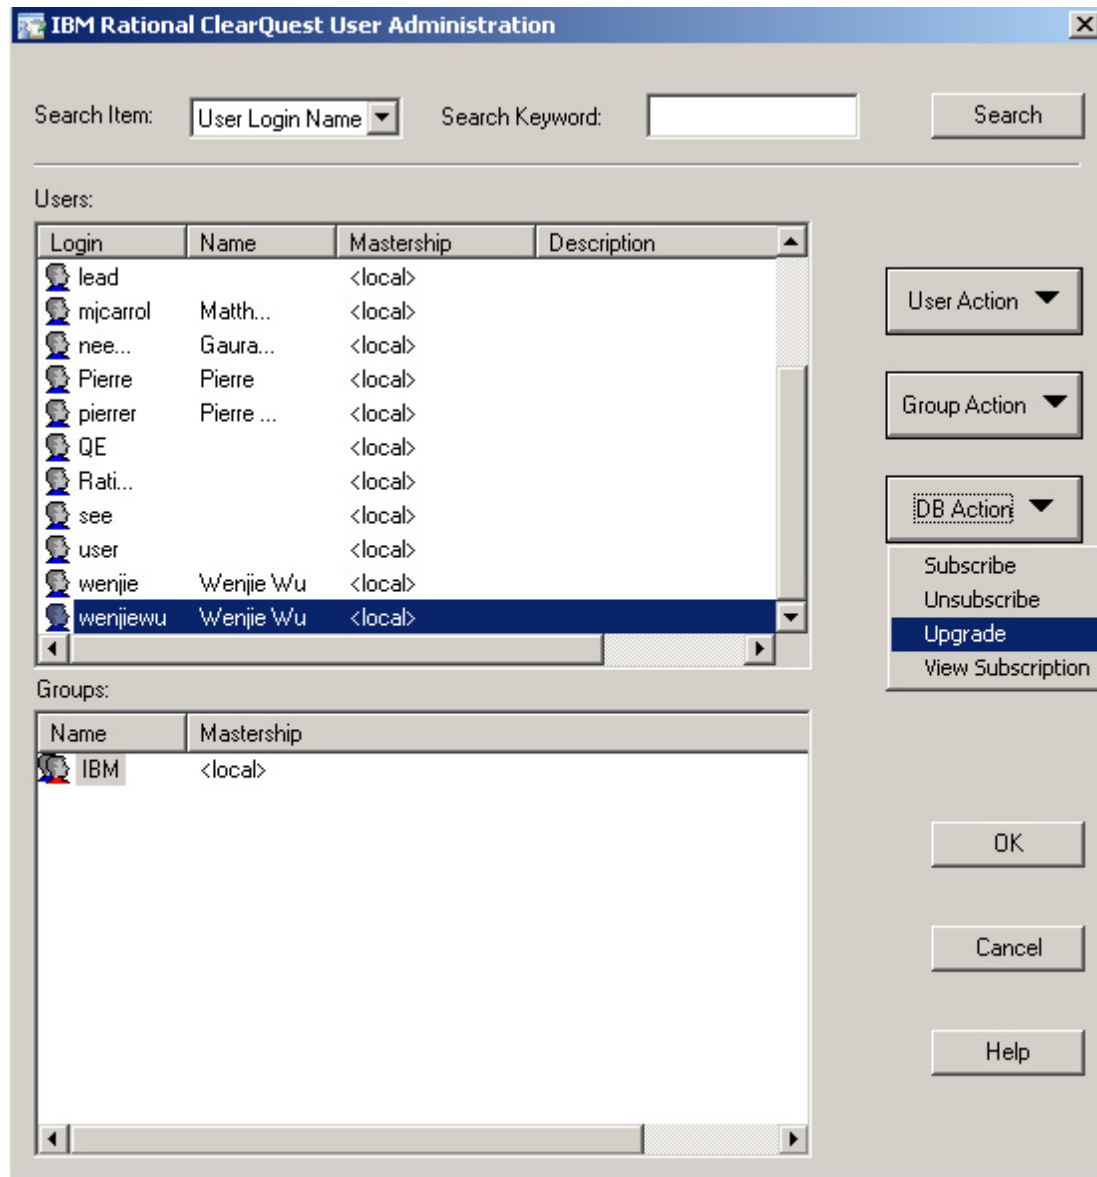 IBM Rational ClearQuest User Administration
Search Item: User Login Name Search Keyword: Search
Users:
Login Name Mastership Description
lead <local>
mjcarrol Matth... <local>
nee... Gaura... <local>
Pierre Pierre <local>
pierrer Pierre ... <local>
QE <local>
Rati... <local>
see <local>
user <local>
wenjie Wenjie Wu <local>
wenjiewu Wenjie Wu <local>
User Action
Group Action
DB Action
Subscribe
Unsubscribe
Upgrade
View Subscription
Groups:
Name Mastership
IBM <local>
OK
Cancel
Help